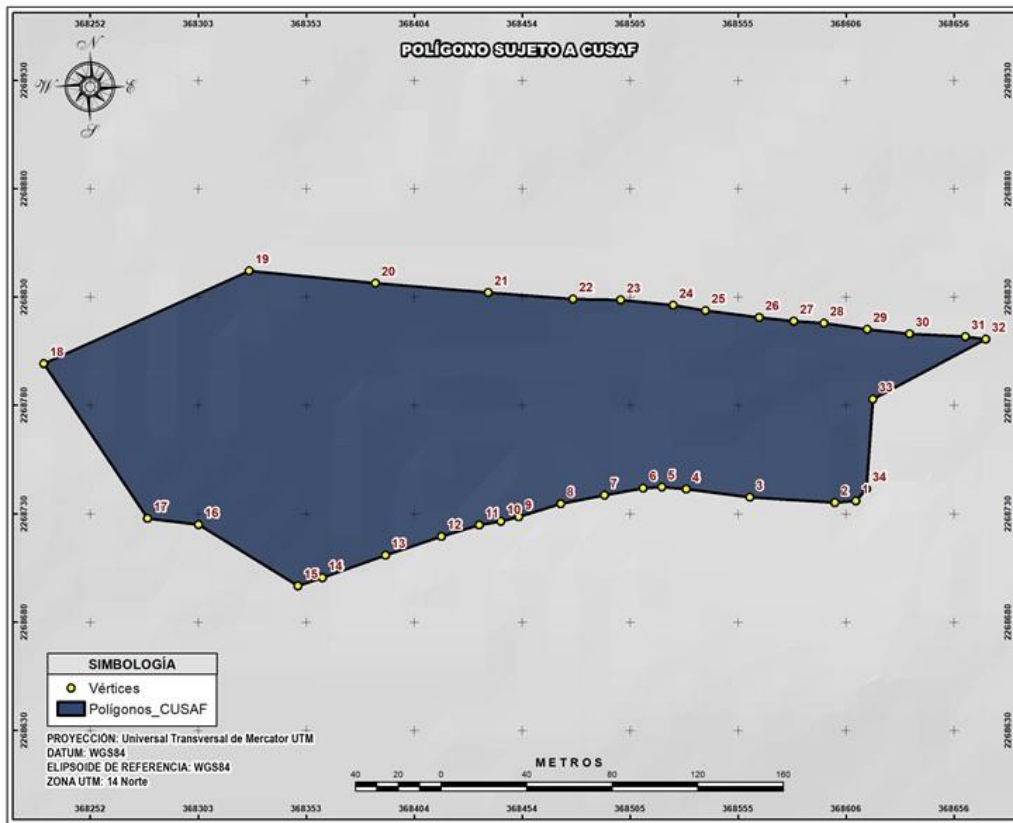 368252 368303 368353 368404 368454 368505 368555 368606 368656
POLÍGONO SUJETO A CUSAF
N
W E
S
2268930 2268930
2268880 2268880
19
20
21
22 23
24
25
26
27
28
29
30
31
32
2268830 2268830
18
33
2268780 2268780
34
1
2
3
4
5
6
7
8
9
10
11
12
13
14
15
16
17
2268730 2268730
2268680 2268680
SIMBOLOGÍA
Vértices
Polígonos_CUSAF
2268630 2268630
PROYECCIÓN: Universal Transversal de Mercator UTM
DATUM: WGS84
ELIPSOIDE DE REFERENCIA: WGS84
ZONA UTM: 14 Norte
METROS
40 20 0 40 80 120 160
368252 368303 368353 368404 368454 368505 368555 368606 368656